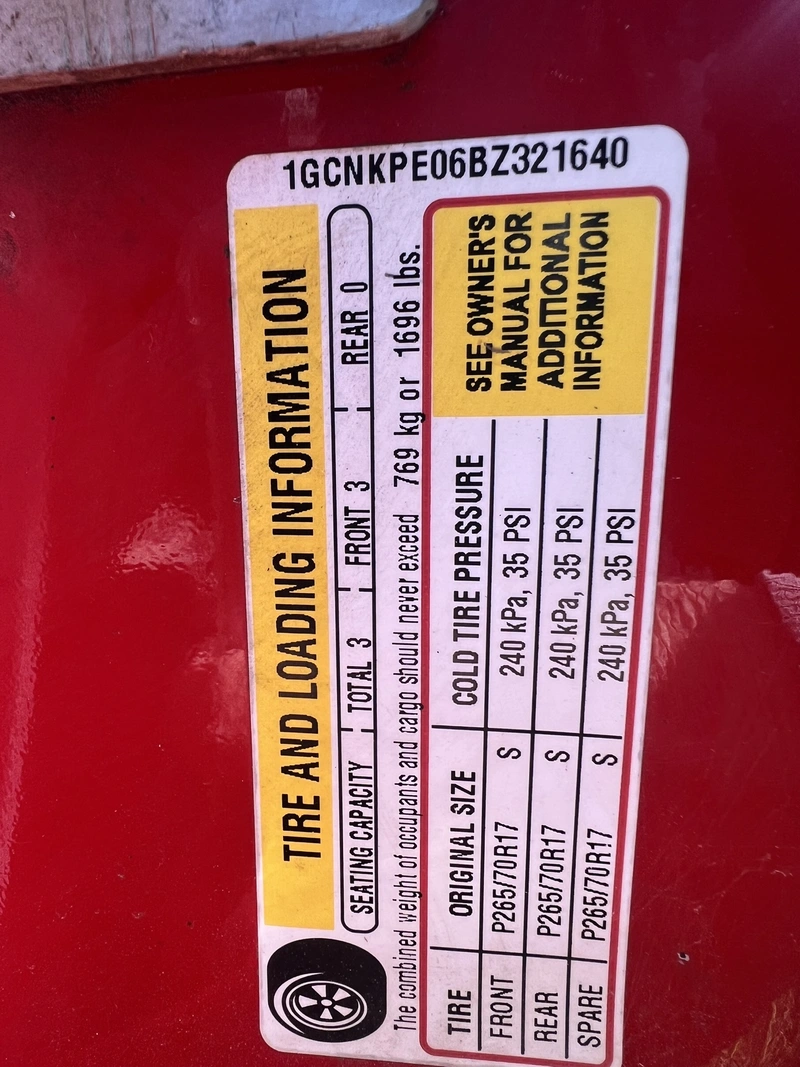 1GCNKPE06BZ321640
TIRE AND LOADING INFORMATION
SEATING CAPACITY TOTAL 3 FRONT 3 REAR 0
The combined weight of occupants and cargo should never exceed 769 kg or 1696 lbs.
TIRE ORIGINAL SIZE COLD TIRE PRESSURE
FRONT P265/70R17 S 240 kPa, 35 PSI
REAR P265/70R17 S 240 kPa, 35 PSI
SPARE P265/70R17 S 240 kPa, 35 PSI
SEE OWNER'S
MANUAL FOR
ADDITIONAL
INFORMATION